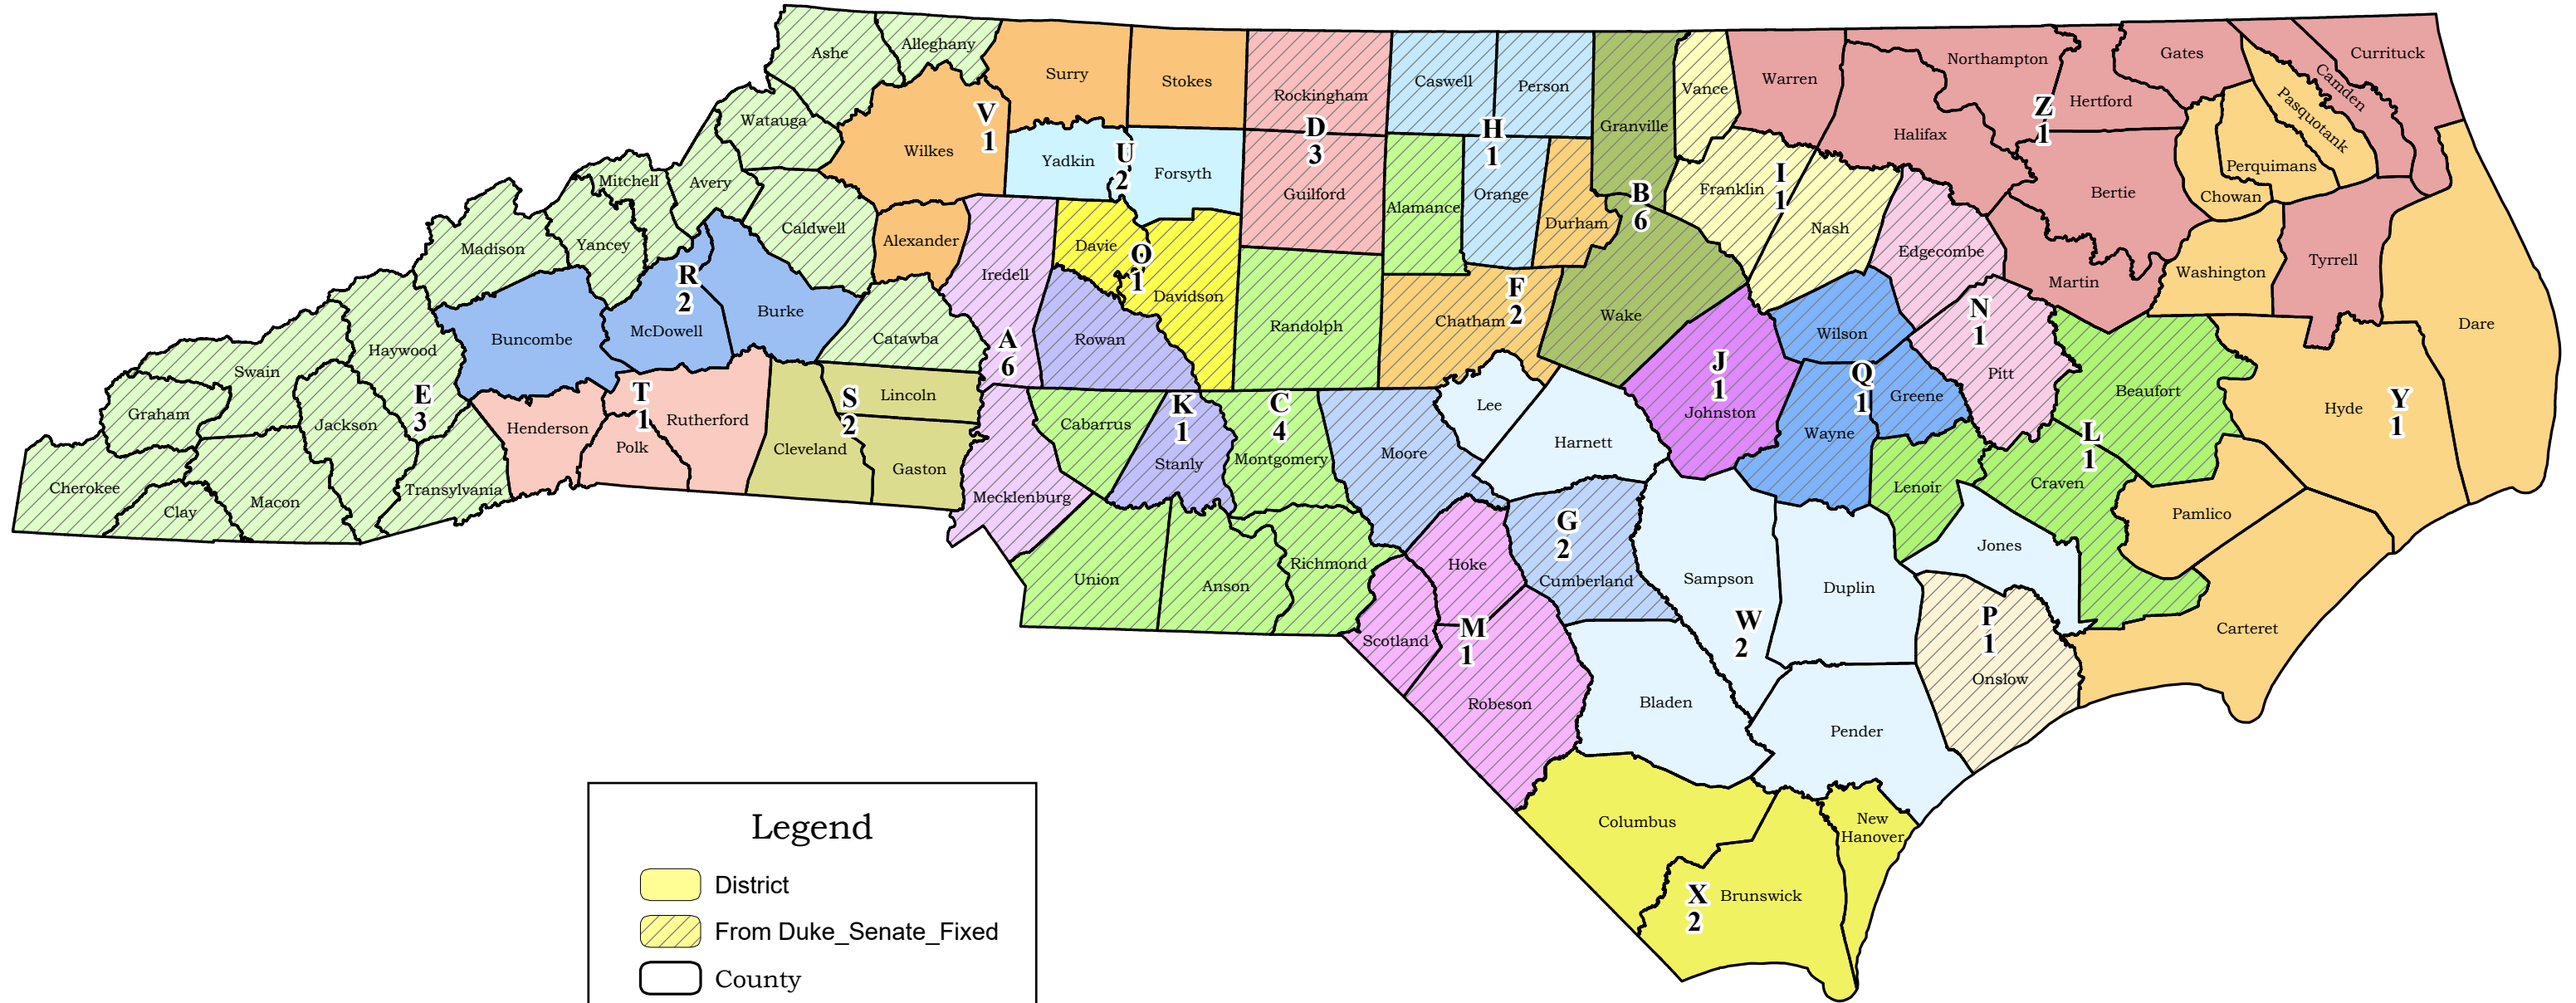 Ashe
Alleghany
Surry
Stokes
Rockingham
Caswell
Person
Granville
Vance
Warren
Northampton
Gates
Currituck
Camden
Hertford
Pasquotank
Halifax
Perquimans
Chowan
Bertie
Watauga
Wilkes
V
1
Yadkin
U
2
Forsyth
D
3
Guilford
H
1
Alamance
Orange
Durham
B
6
Franklin
I
1
Nash
Z
1
Mitchell
Avery
Caldwell
Alexander
Madison
Yancey
Iredell
Davie
O
1
Davidson
Randolph
Chatham
F
2
Wake
Edgecombe
Martin
Washington
Tyrrell
Dare
R
2
Buncombe
McDowell
Burke
Catawba
A
6
Rowan
J
1
Johnston
Wilson
N
1
Pitt
Beaufort
Hyde
Y
1
Swain
Haywood
E
3
Graham
Jackson
Henderson
T
1
Polk
Rutherford
S
2
Lincoln
Cleveland
Gaston
Cabarrus
K
1
Stanly
C
4
Montgomery
Moore
Lee
Harnett
Q
1
Greene
Wayne
L
1
Craven
Lenoir
Pamlico
Cherokee
Clay
Macon
Transylvania
Mecklenburg
Union
Anson
Richmond
Hoke
G
2
Cumberland
Sampson
Duplin
Jones
Scotland
M
1
Robeson
W
2
Bladen
Pender
P
1
Onslow
Carteret
Columbus
New
Hanover
X
2
Brunswick
Legend
District
From Duke_Senate_Fixed
County